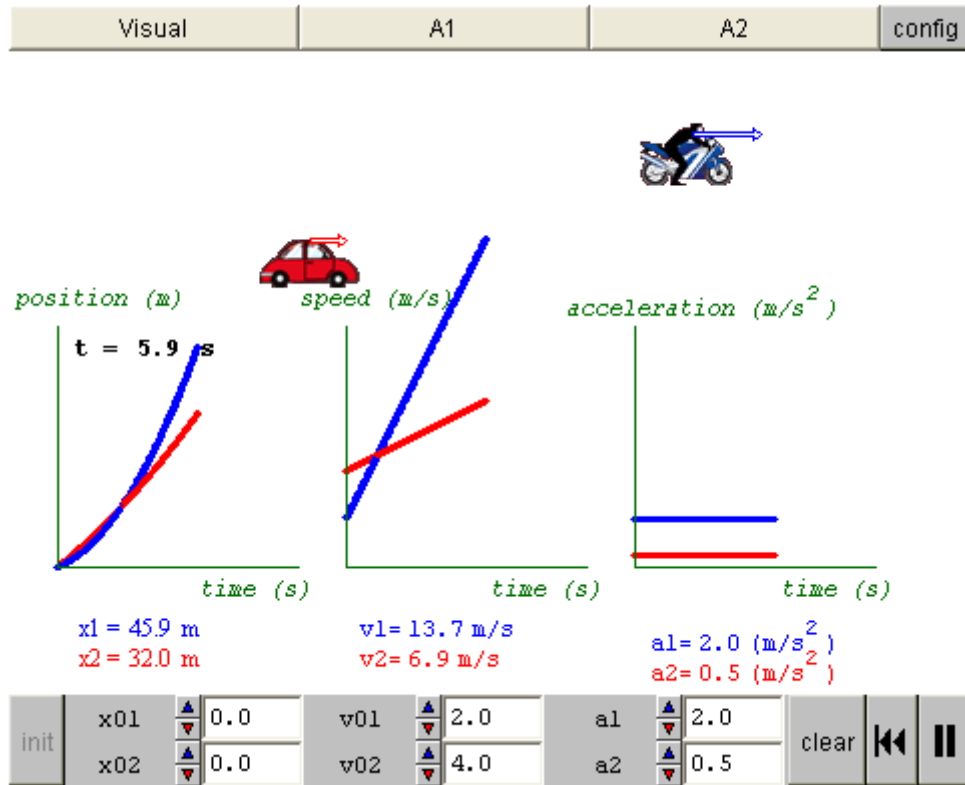 Visual A1 A2 config
position (m) speed (m/s) acceleration (m/s²)
t = 5.9 s
time (s) time (s) time (s)
x1 = 45.9 m v1= 13.7 m/s a1= 2.0 (m/s²)
x2 = 32.0 m v2= 6.9 m/s a2= 0.5 (m/s²)
init x01 0.0 v01 2.0 a1 2.0 clear
x02 0.0 v02 4.0 a2 0.5